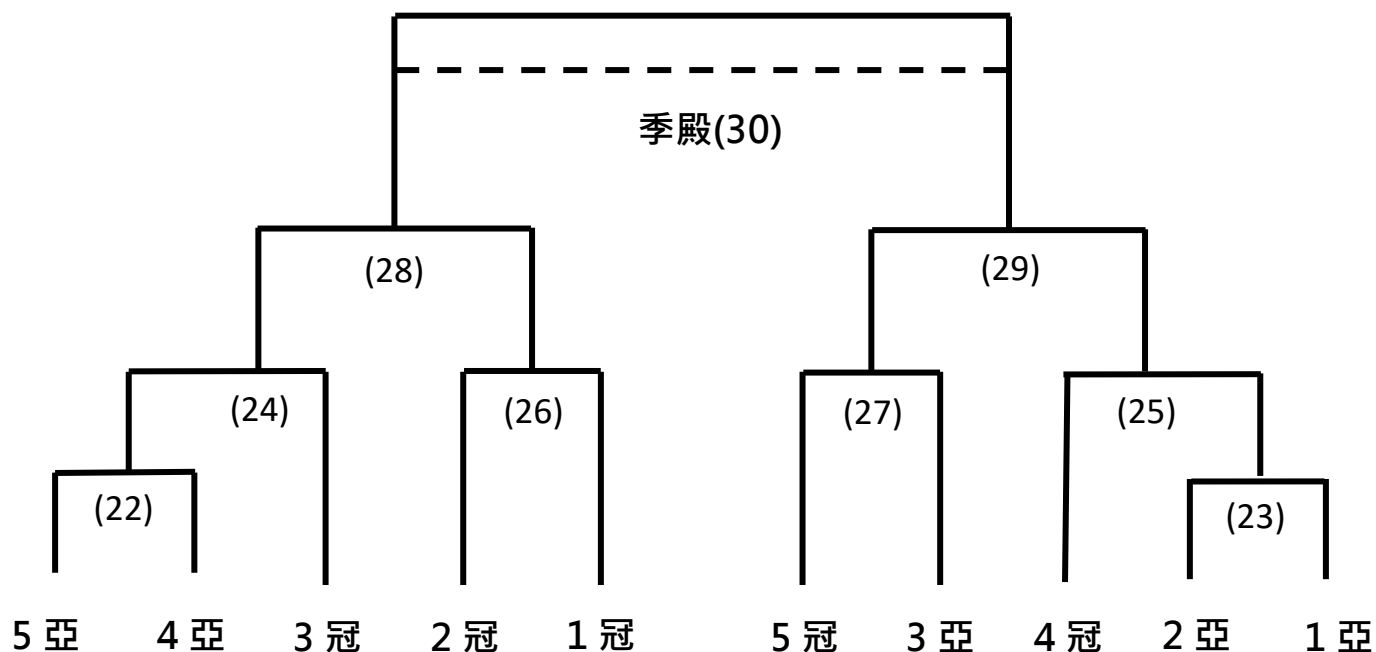 季殿(30)
(28)
(29)
(24)
(26)
(27)
(25)
(22)
(23)
5 亞
4 亞
3 冠
2 冠
1 冠
5 冠
3 亞
4 冠
2 亞
1 亞